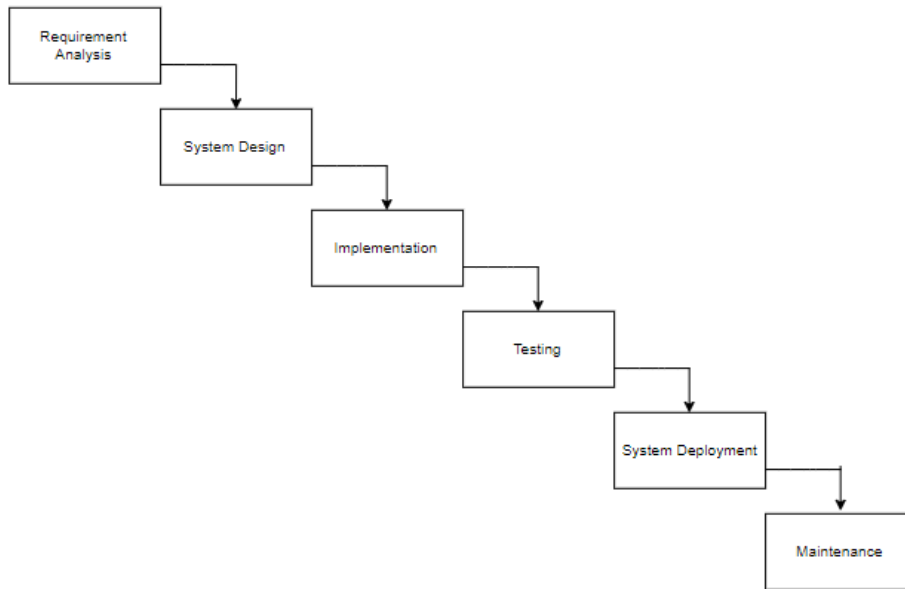 Requirement
Analysis
System Design
Implementation
Testing
System Deployment
Maintenance